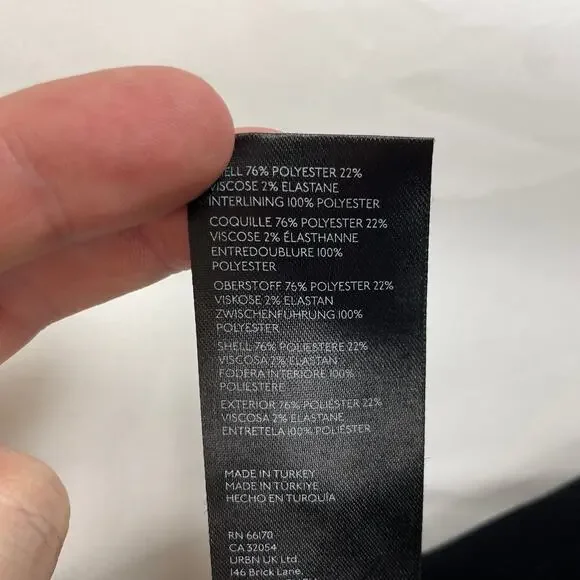 76% POLYESTER 22%
VISCOSE 2% ELASTANE
INTERLINING 100% POLYESTER
COQUILLE 76% POLYESTER 22%
VISCOSE 2% ÉLASTHANNE
ENTREDOUBLURE 100%
POLYESTER
OBERSTOFF 76% POLYESTER 22%
VISKOSE 2% ELASTAN
ZWISCHENFÜHRUNG 100%
POLYESTER
SHELL 76% POLIESTERE 22%
VISCOSA 2% ELASTAN
FODERA INTERIORE 100%
POLIESTERE
EXTERIOR 76% POLIÉSTER 22%
VISCOSA 2% ELASTANE
ENTRETELA 100% POLIÉSTER
MADE IN TURKEY
MADE IN TÜRKIYE
HECHO EN TURQUÍA
RN 66170
CA 32054
URBN UK Ltd.
146 Brick Lane.